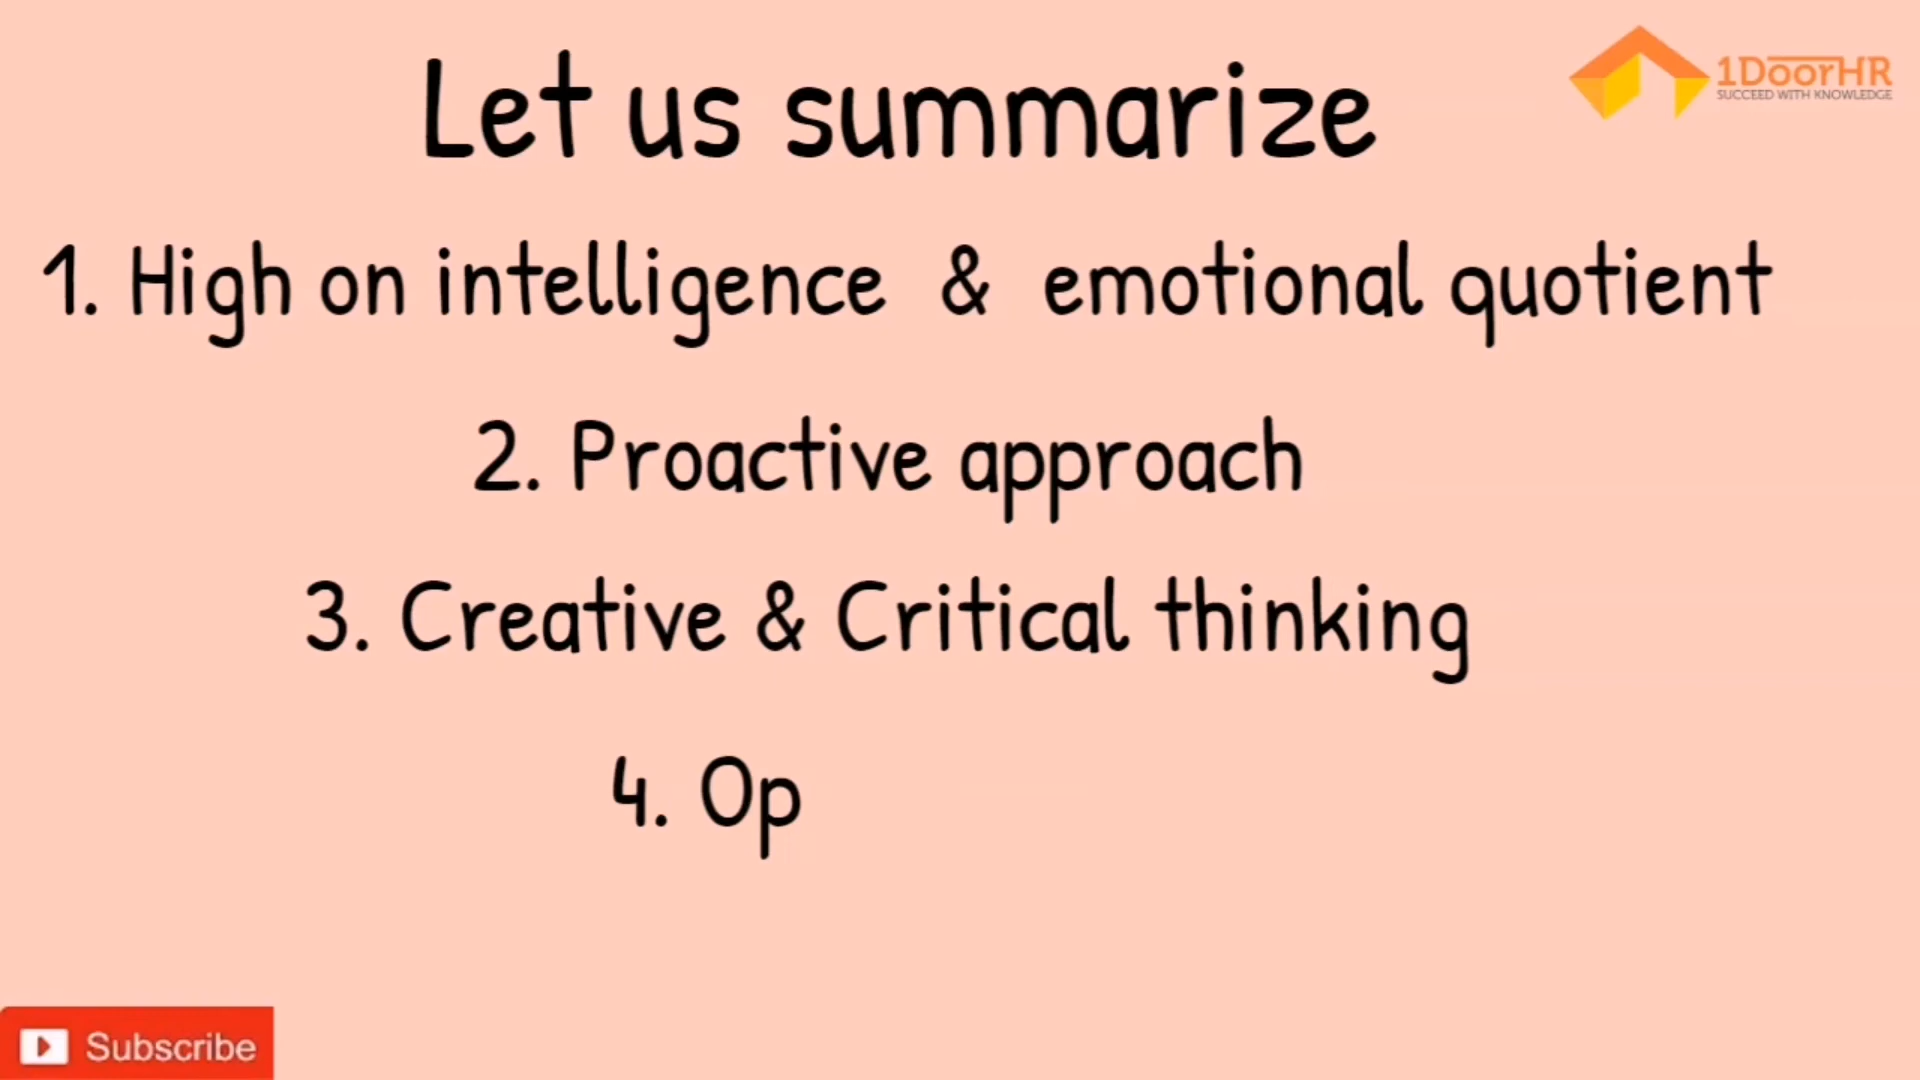 Let us summarize
1DoorHR
SUCCEED WITH KNOWLEDGE
1. High on intelligence & emotional quotient
2. Proactive approach
3. Creative & Critical thinking
4. Op
Subscribe